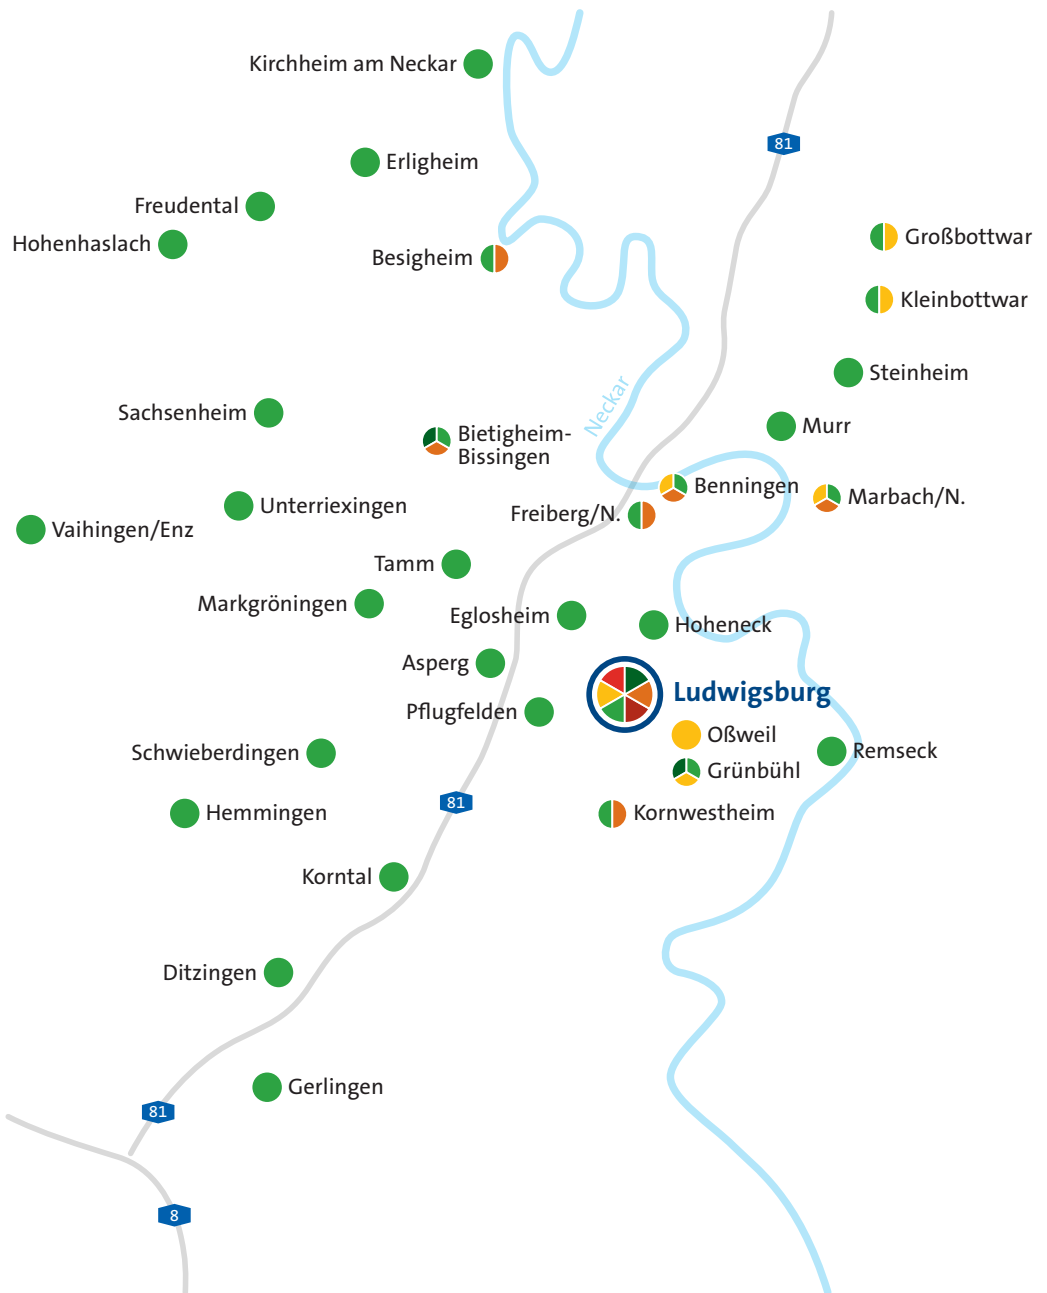 Kirchheim am Neckar
81
Erligheim
Freudental
Großbottwar
Hohenhaslach
Besigheim
Kleinbottwar
Steinheim
Neckar
Sachsenheim
Murr
Bietigheim-
Bissingen
Benningen
Marbach/N.
Unterriexingen
Freiberg/N.
Vaihingen/Enz
Tamm
Markgröningen
Eglosheim
Hoheneck
Asperg
Ludwigsburg
Pflugfelden
Oßweil
Schwieberdingen
Remseck
Grünbühl
81
Hemmingen
Kornwestheim
Korntal
Ditzingen
Gerlingen
81
8